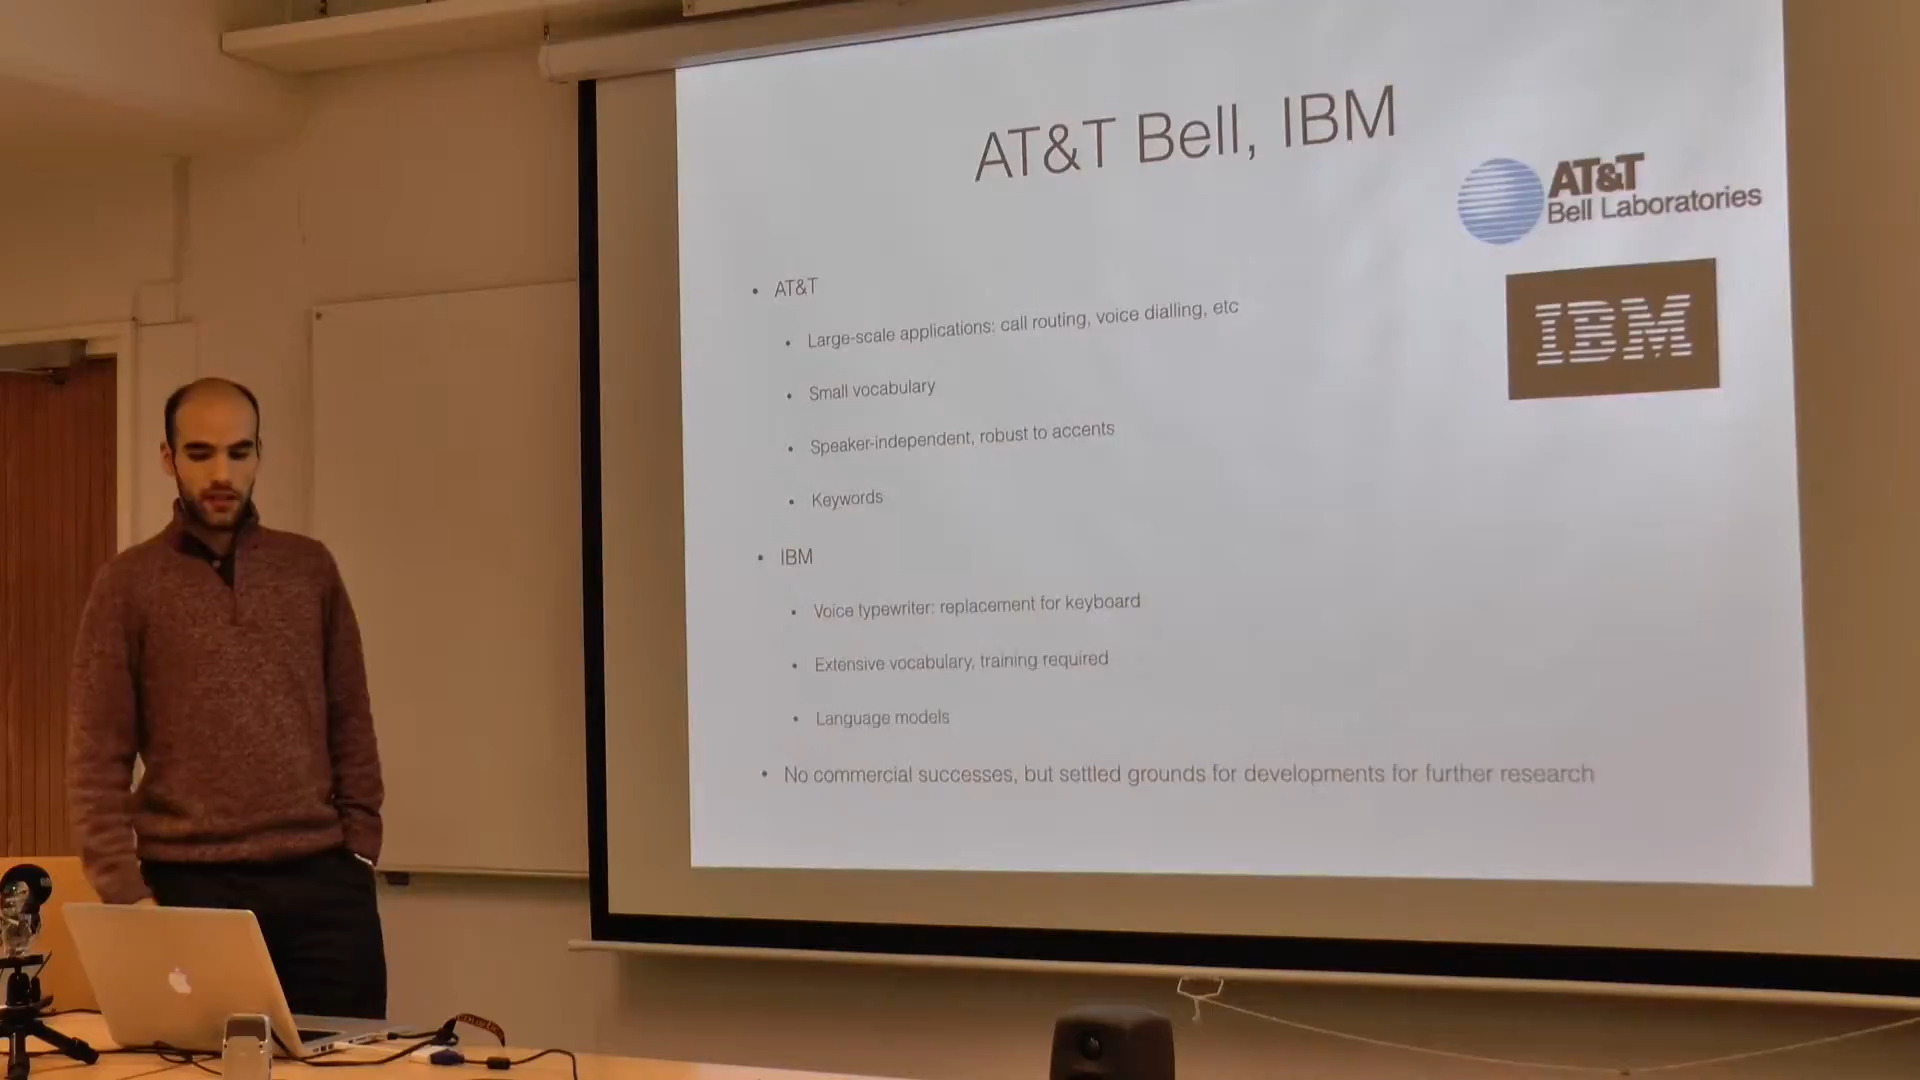 AT&T Bell, IBM
AT&T
Bell Laboratories
IBM
• AT&T
• Large-scale applications: call routing, voice dialling, etc
• Small vocabulary
• Speaker-independent, robust to accents
• Keywords
• IBM
• Voice typewriter: replacement for keyboard
• Extensive vocabulary, training required
• Language models
• No commercial successes, but settled grounds for developments for further research